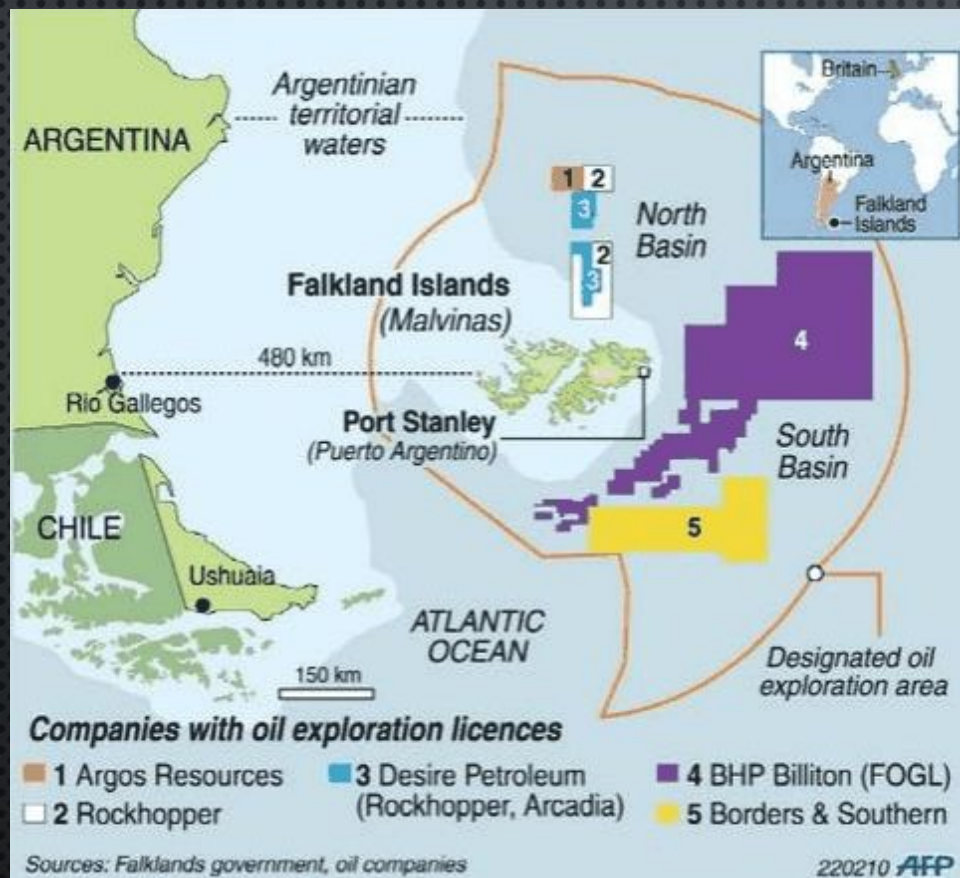 Argentinian
territorial
waters
ARGENTINA
Britain
Argentina
Falkland
Islands
1 2
3
North
Basin
2
3
Falkland Islands
(Malvinas)
4
480 km
Rio Gallegos
Port Stanley
(Puerto Argentino)
South
Basin
5
CHILE
Ushuaia
ATLANTIC
OCEAN
150 km
Designated oil
exploration area
Companies with oil exploration licences
1 Argos Resources
2 Rockhopper
3 Desire Petroleum
(Rockhopper, Arcadia)
4 BHP Billiton (FOGL)
5 Borders & Southern
Sources: Falklands government, oil companies
220210 AFP